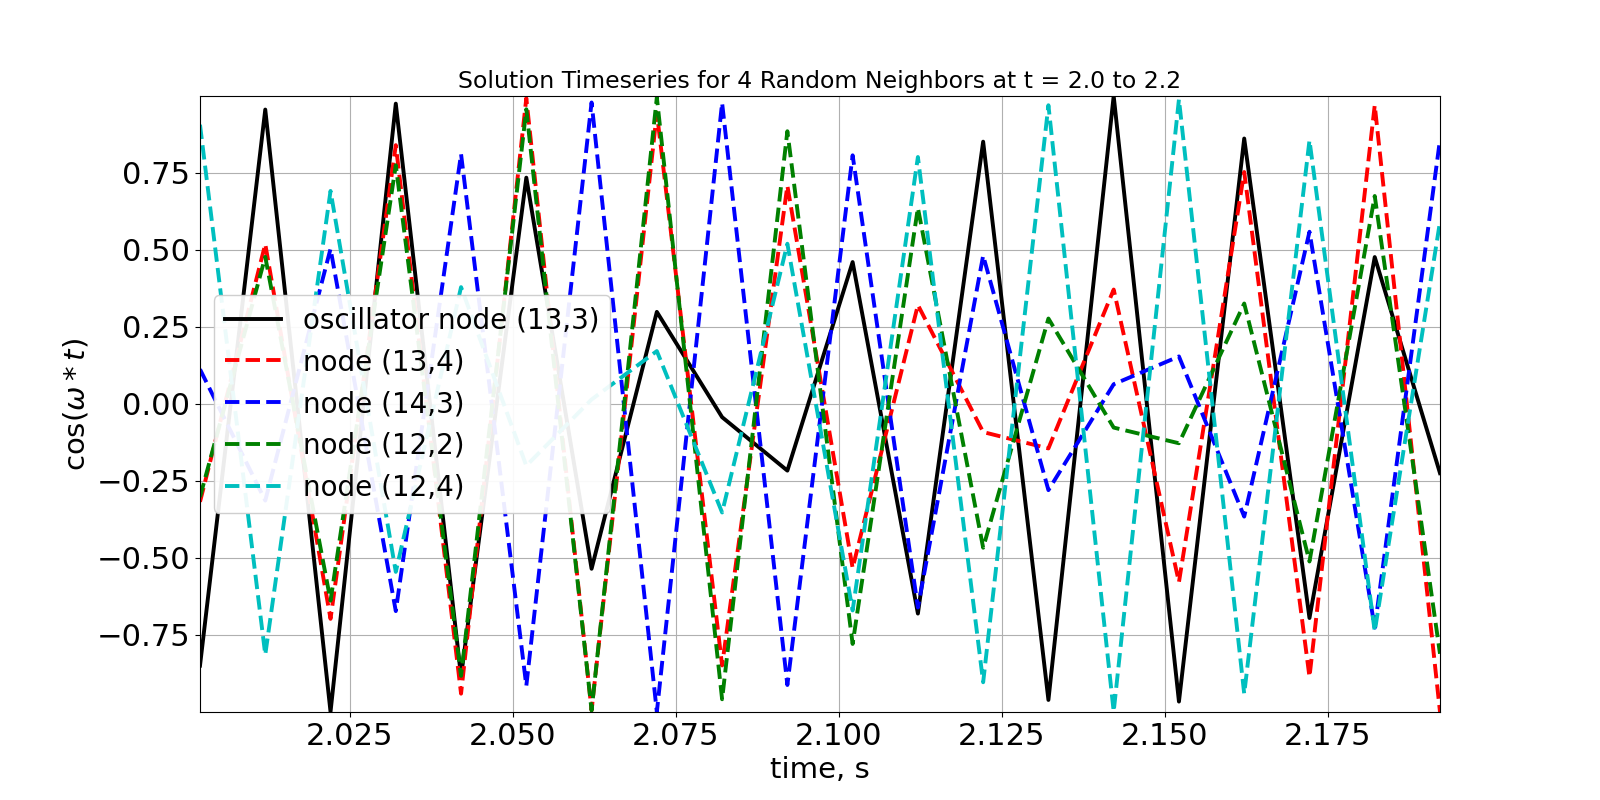 Solution Timeseries for 4 Random Neighbors at t = 2.0 to 2.2
cos(ω * t)
0.75
0.50
0.25
0.00
−0.25
−0.50
−0.75
oscillator node (13,3)
node (13,4)
node (14,3)
node (12,2)
node (12,4)
2.025 2.050 2.075 2.100 2.125 2.150 2.175
time, s